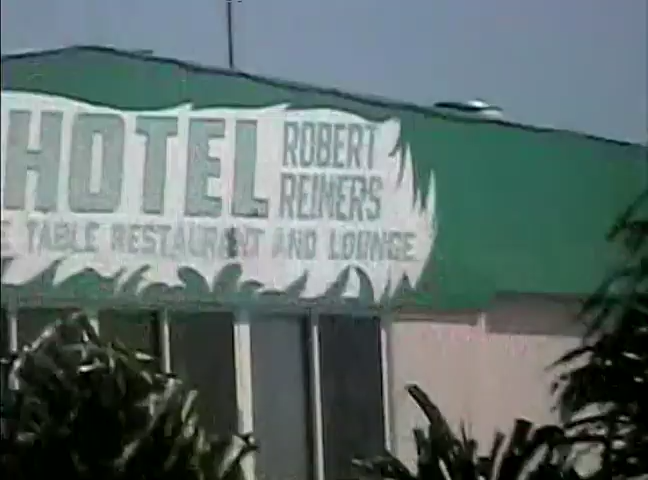 HOTEL
ROBERT
REINERS
TABLE RESTAURANT AND LOUNGE